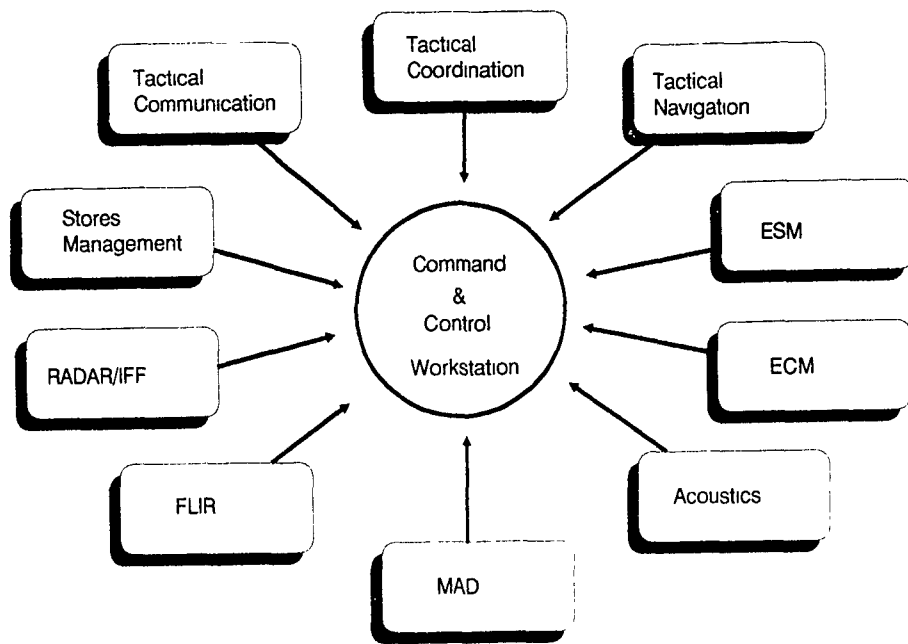 Tactical
Coordination
Tactical
Communication
Tactical
Navigation
Stores
Management
ESM
Command
&
Control
Workstation
RADAR/IFF
ECM
FLIR
Acoustics
MAD